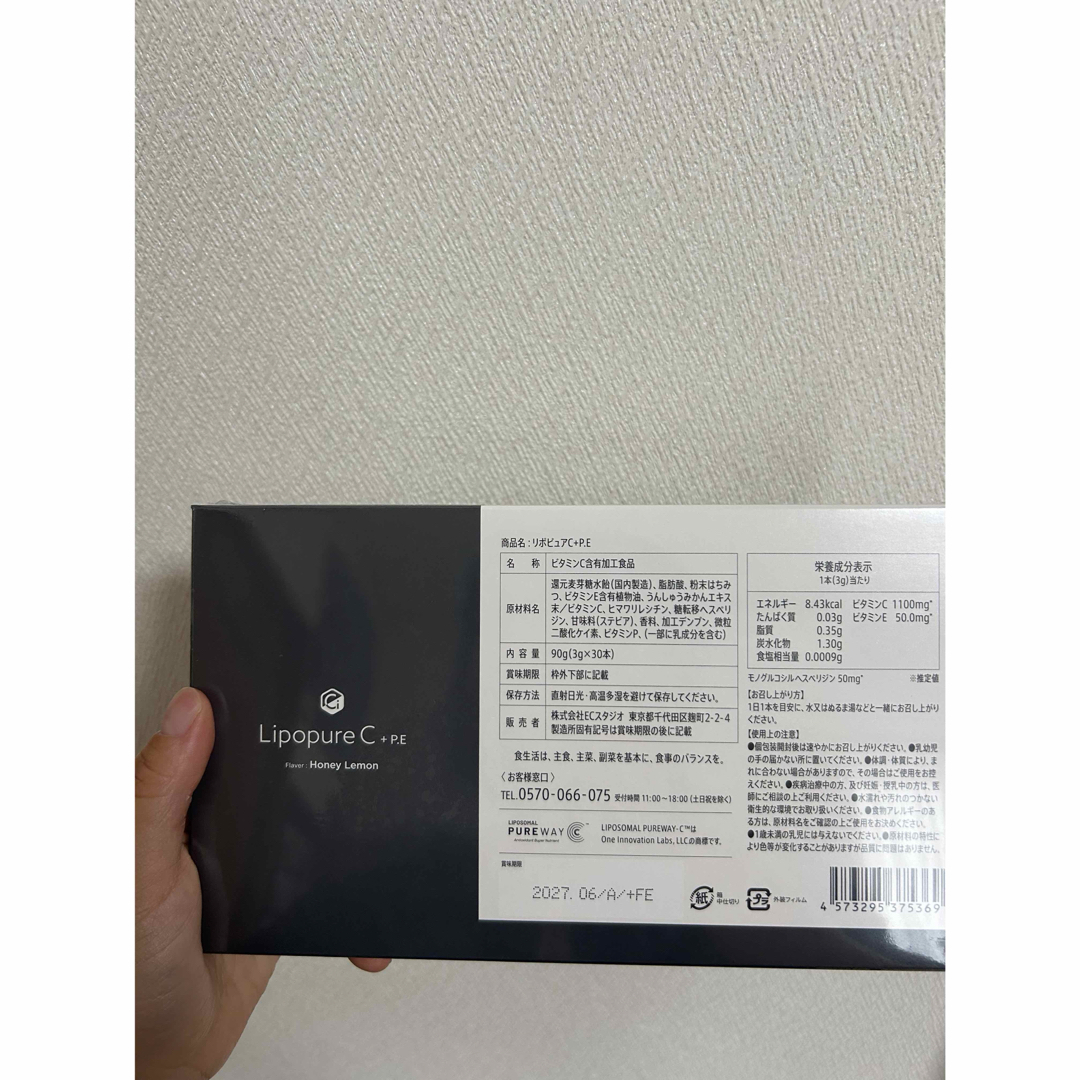 Lipopure C + P.E
Flavor : Honey Lemon
商品名：リポピュアC+P.E
名 称 ビタミンC含有加工食品
原材料名 還元麦芽糖水飴(国内製造)、脂肪酸、粉末はちみ
つ、ビタミンE含有植物油、うんしゅうみかんエキス
末／ビタミンC、ヒマワリレシチン、糖転移ヘスペリ
ジン、甘味料(ステビア)、香料、加工デンプン、微粒
二酸化ケイ素、ビタミンP、(一部に乳成分を含む)
内 容 量 90g(3g×30本)
賞味期限 枠外下部に記載
保存方法 直射日光・高温多湿を避けて保存してください。
販 売 者 株式会社ECスタジオ 東京都千代田区麹町2-2-4
製造所固有記号は賞味期限の後に記載
食生活は、主食、主菜、副菜を基本に、食事のバランスを。
〈お客様窓口〉
TEL.0570-066-075 受付時間 11:00〜18:00 (土日祝を除く)
LIPOSOMAL
PUREWAY C™
Antioxidant Super Nutrient
LIPOSOMAL PUREWAY-C™は
One Innovation Labs, LLCの商標です。
賞味期限
2027. 06/A/+FE
紙 箱
中仕切り
プラ 外装フィルム
栄養成分表示
1本(3g)当たり
エネルギー 8.43kcal ビタミンC 1100mg*
たんぱく質 0.03g ビタミンE 50.0mg*
脂質 0.35g
炭水化物 1.30g
食塩相当量 0.0009g
モノグルコシルヘスペリジン 50mg* ※推定値
【お召し上がり方】
1日1本を目安に、水又はぬるま湯などと一緒にお召し上がり
ください。
【使用上の注意】
●個包装開封後は速やかにお召し上がりください。●乳幼児
の手の届かない所に置いてください。●体調・体質により、ま
れに合わない場合がありますので、その場合はご使用をお控
えください。●疾病治療中の方、及び妊娠・授乳中の方は、医
師にご相談の上ご利用ください。●水濡れや汚れのつかない
衛生的な環境でお取り扱いください。●食物アレルギーのあ
る方は、原材料名をご確認の上ご使用をお決めください。
●1歳未満の乳児には与えないでください。●原材料の特性に
より色等が変化することがありますが品質に問題はありません。
4 573295 375369